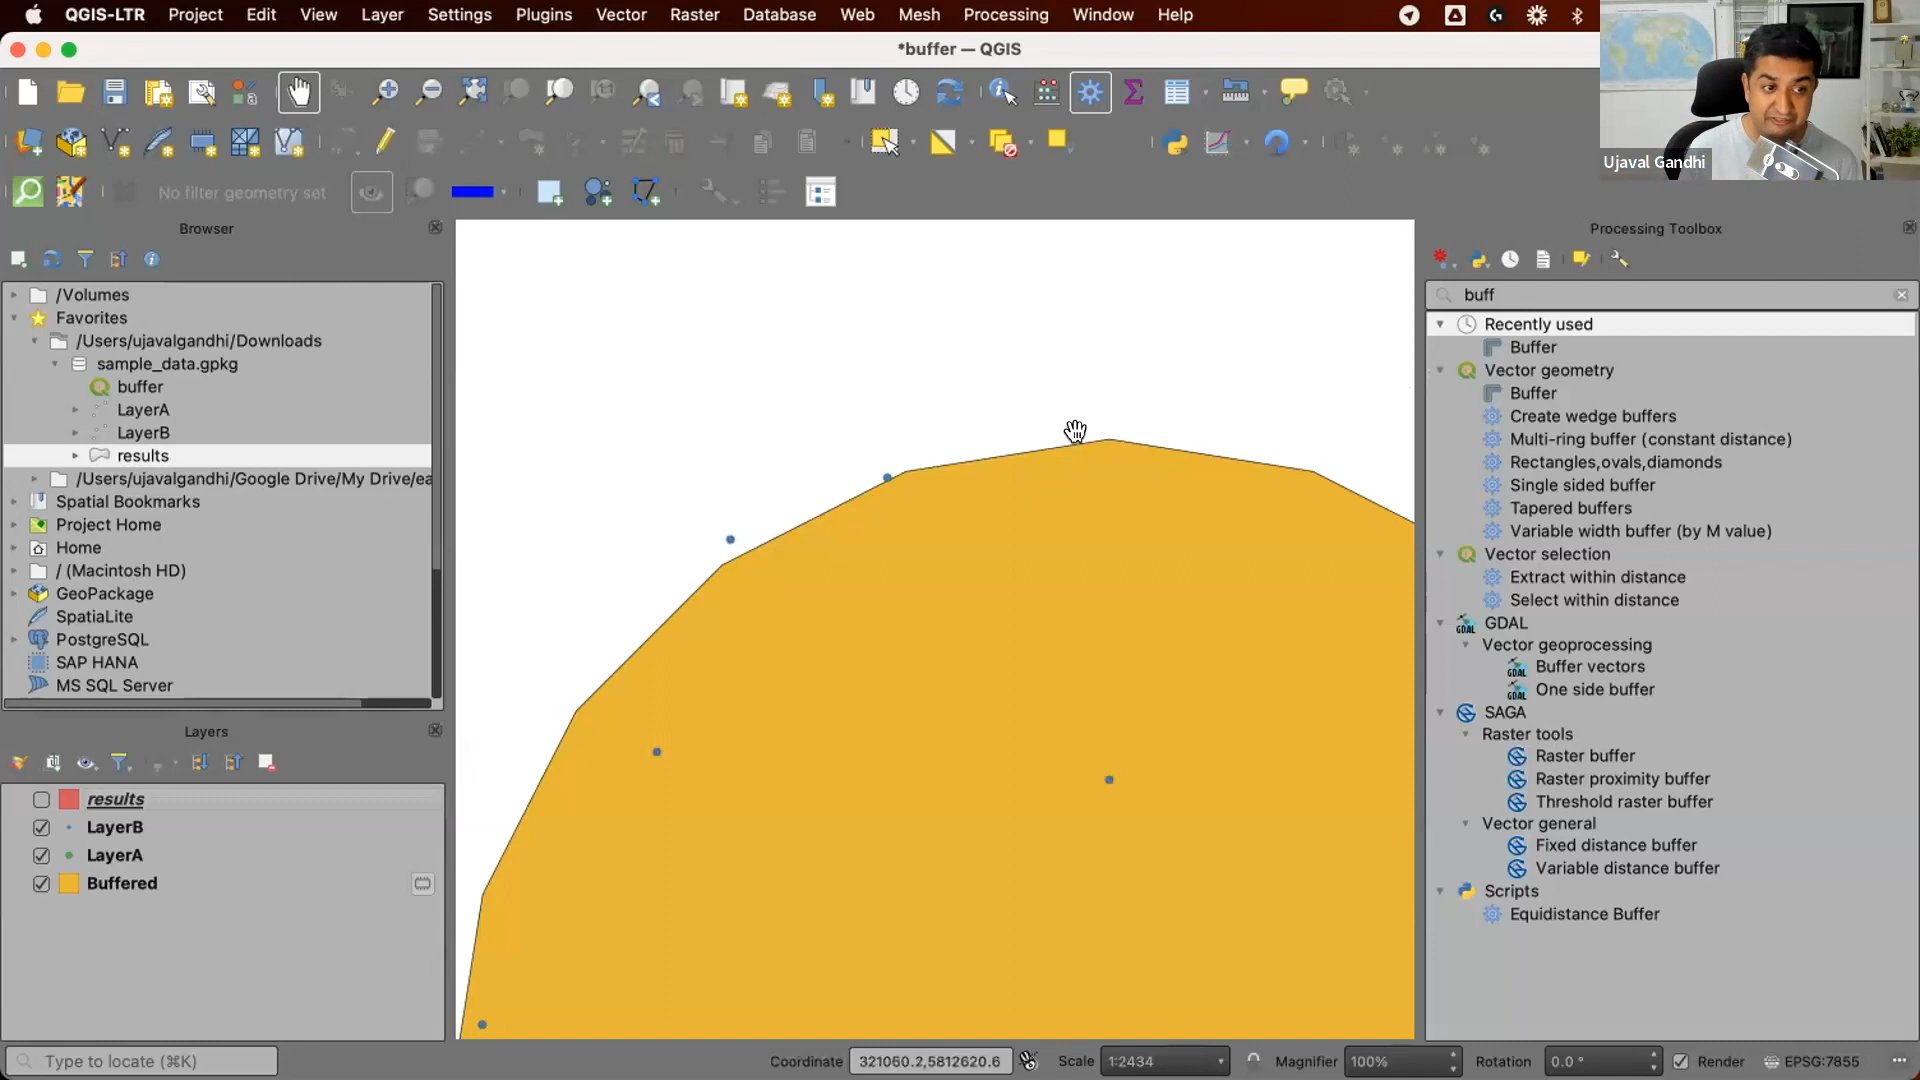 QGIS-LTR Project Edit View Layer Settings Plugins Vector Raster Database Web Mesh Processing Window Help
*buffer — QGIS
Ujaval Gandhi
No filter geometry set
Browser
/Volumes
Favorites
/Users/ujavalgandhi/Downloads
sample_data.gpkg
buffer
LayerA
LayerB
results
/Users/ujavalgandhi/Google Drive/My Drive/ea
Spatial Bookmarks
Project Home
Home
/ (Macintosh HD)
GeoPackage
SpatiaLite
PostgreSQL
SAP HANA
MS SQL Server
Layers
results
LayerB
LayerA
Buffered
Processing Toolbox
buff
Recently used
Buffer
Vector geometry
Buffer
Create wedge buffers
Multi-ring buffer (constant distance)
Rectangles,ovals,diamonds
Single sided buffer
Tapered buffers
Variable width buffer (by M value)
Vector selection
Extract within distance
Select within distance
GDAL
Vector geoprocessing
Buffer vectors
One side buffer
SAGA
Raster tools
Raster buffer
Raster proximity buffer
Threshold raster buffer
Vector general
Fixed distance buffer
Variable distance buffer
Scripts
Equidistance Buffer
Type to locate (⌘K) Coordinate 321060.2,5812620.6 Scale 1:2434 Magnifier 100% Rotation 0.0 ° Render EPSG:7855